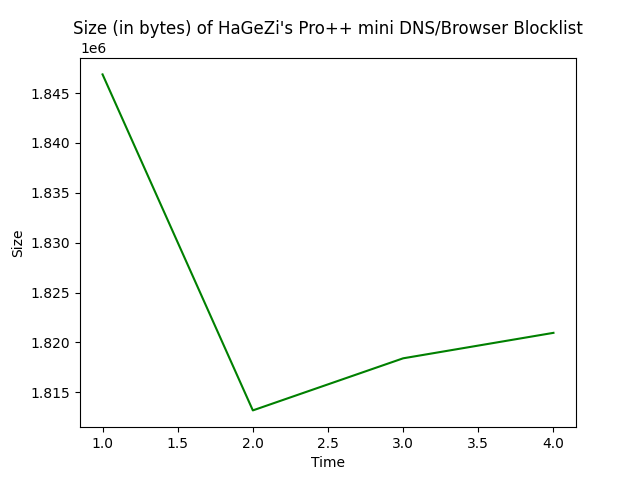 Size (in bytes) of HaGeZi's Pro++ mini DNS/Browser Blocklist
1e6
1.845
1.840
1.835
1.830
1.825
1.820
1.815
Size
1.0 1.5 2.0 2.5 3.0 3.5 4.0
Time